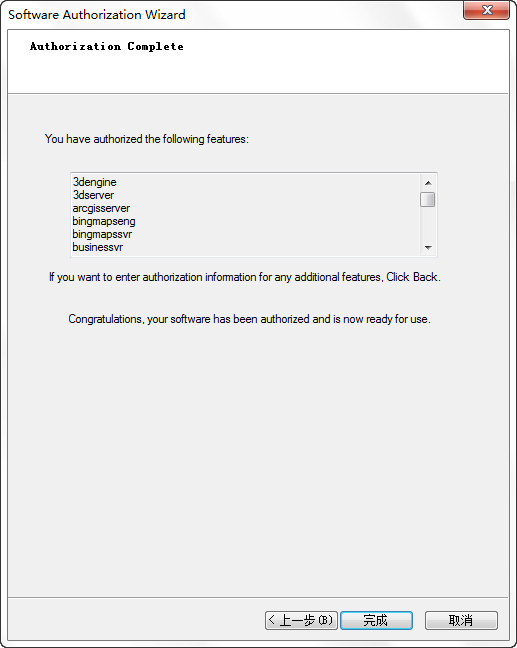 Software Authorization Wizard
Authorization Complete
You have authorized the following features:
3dengine
3dserver
arcgisserver
bingmapseng
bingmapssvr
businessvr
If you want to enter authorization information for any additional features, Click Back.
Congratulations, your software has been authorized and is now ready for use.
< 上一步(B) 完成 取消